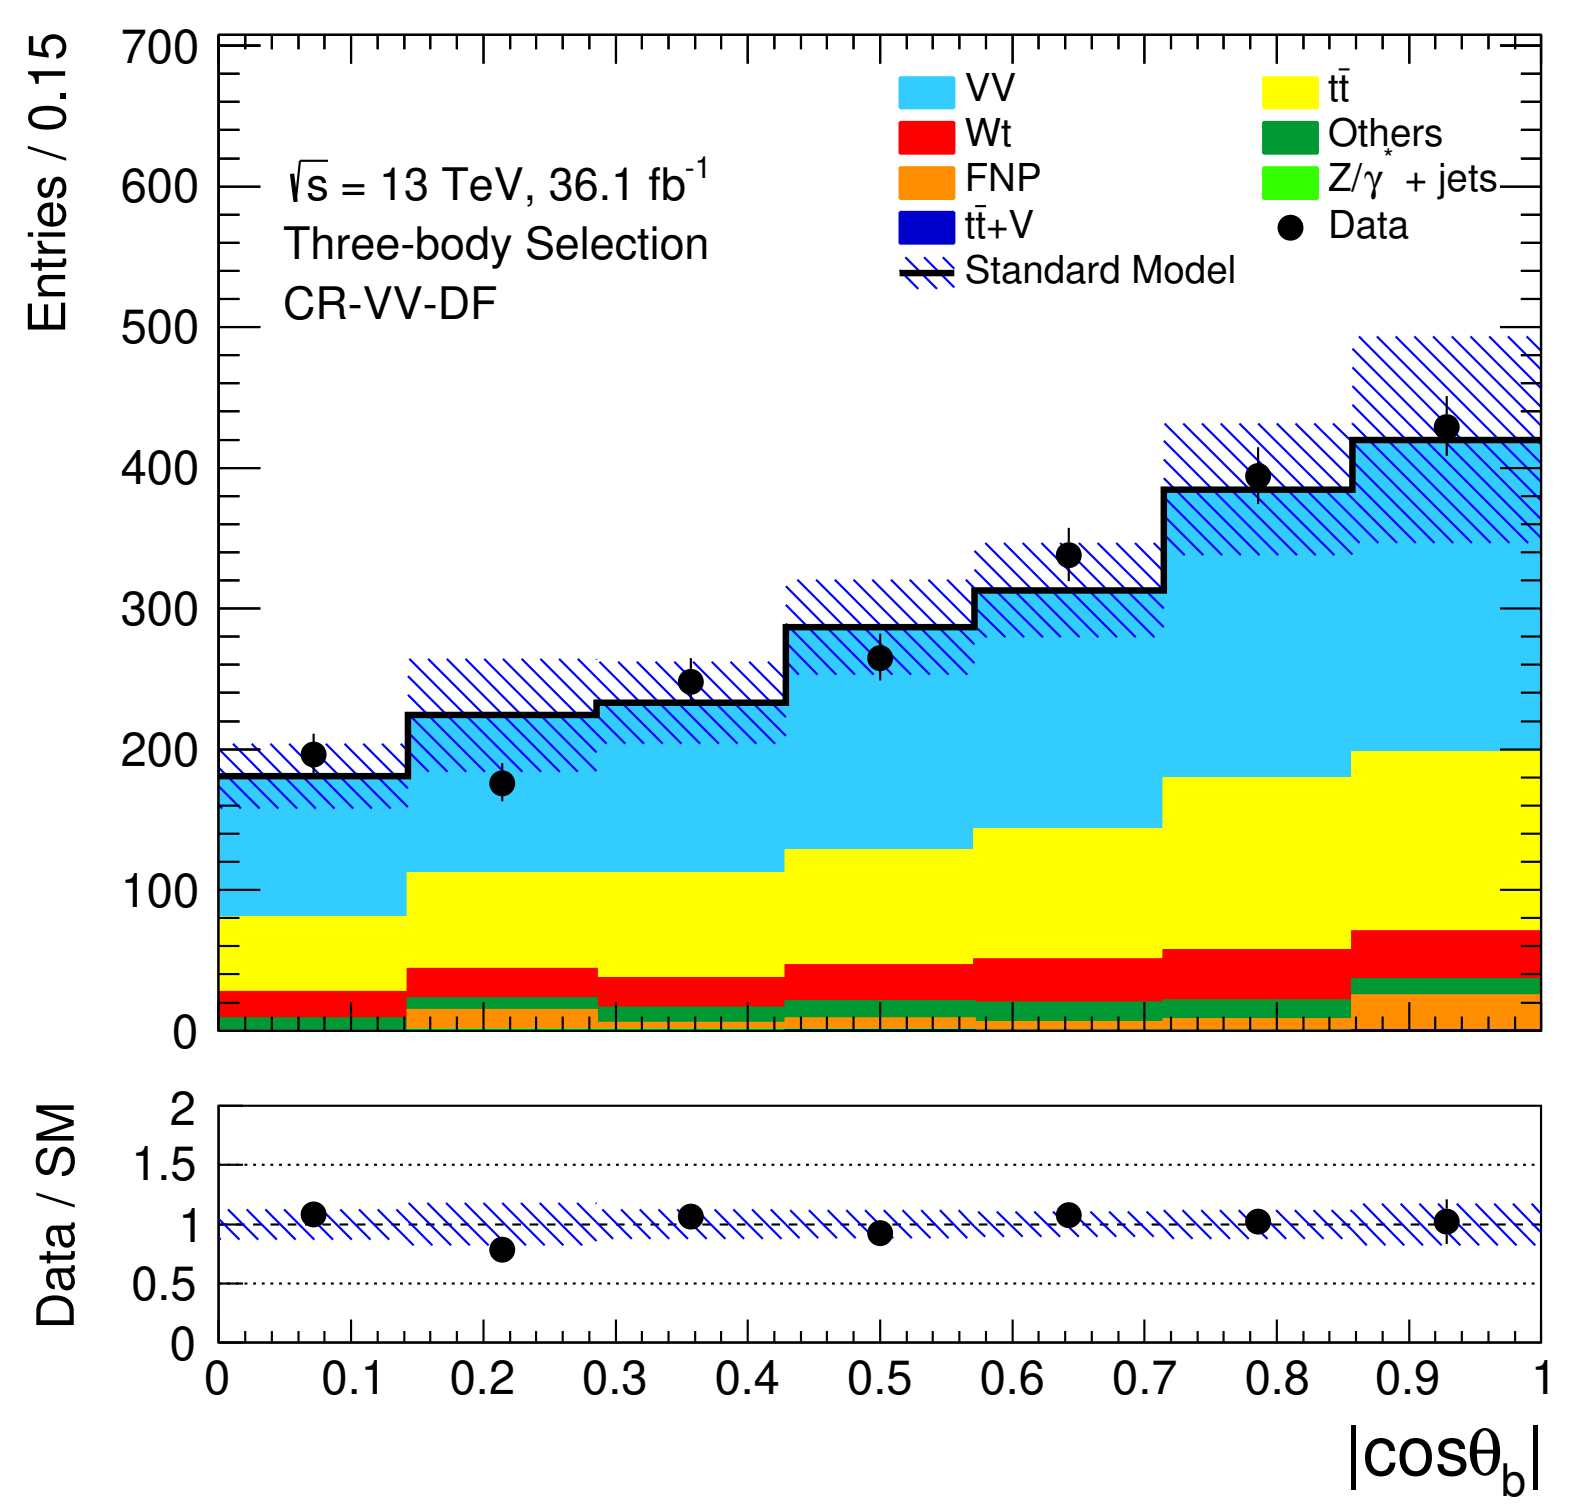 Entries / 0.15
700
600
500
400
300
200
100
0
√s = 13 TeV, 36.1 fb⁻¹
Three-body Selection
CR-VV-DF
VV
tt̄
Wt
Others
FNP
Z/γ* + jets
tt̄+V
Data
Standard Model
Data / SM
2
1.5
1
0.5
0
0 0.1 0.2 0.3 0.4 0.5 0.6 0.7 0.8 0.9 1
|cosθ_b|